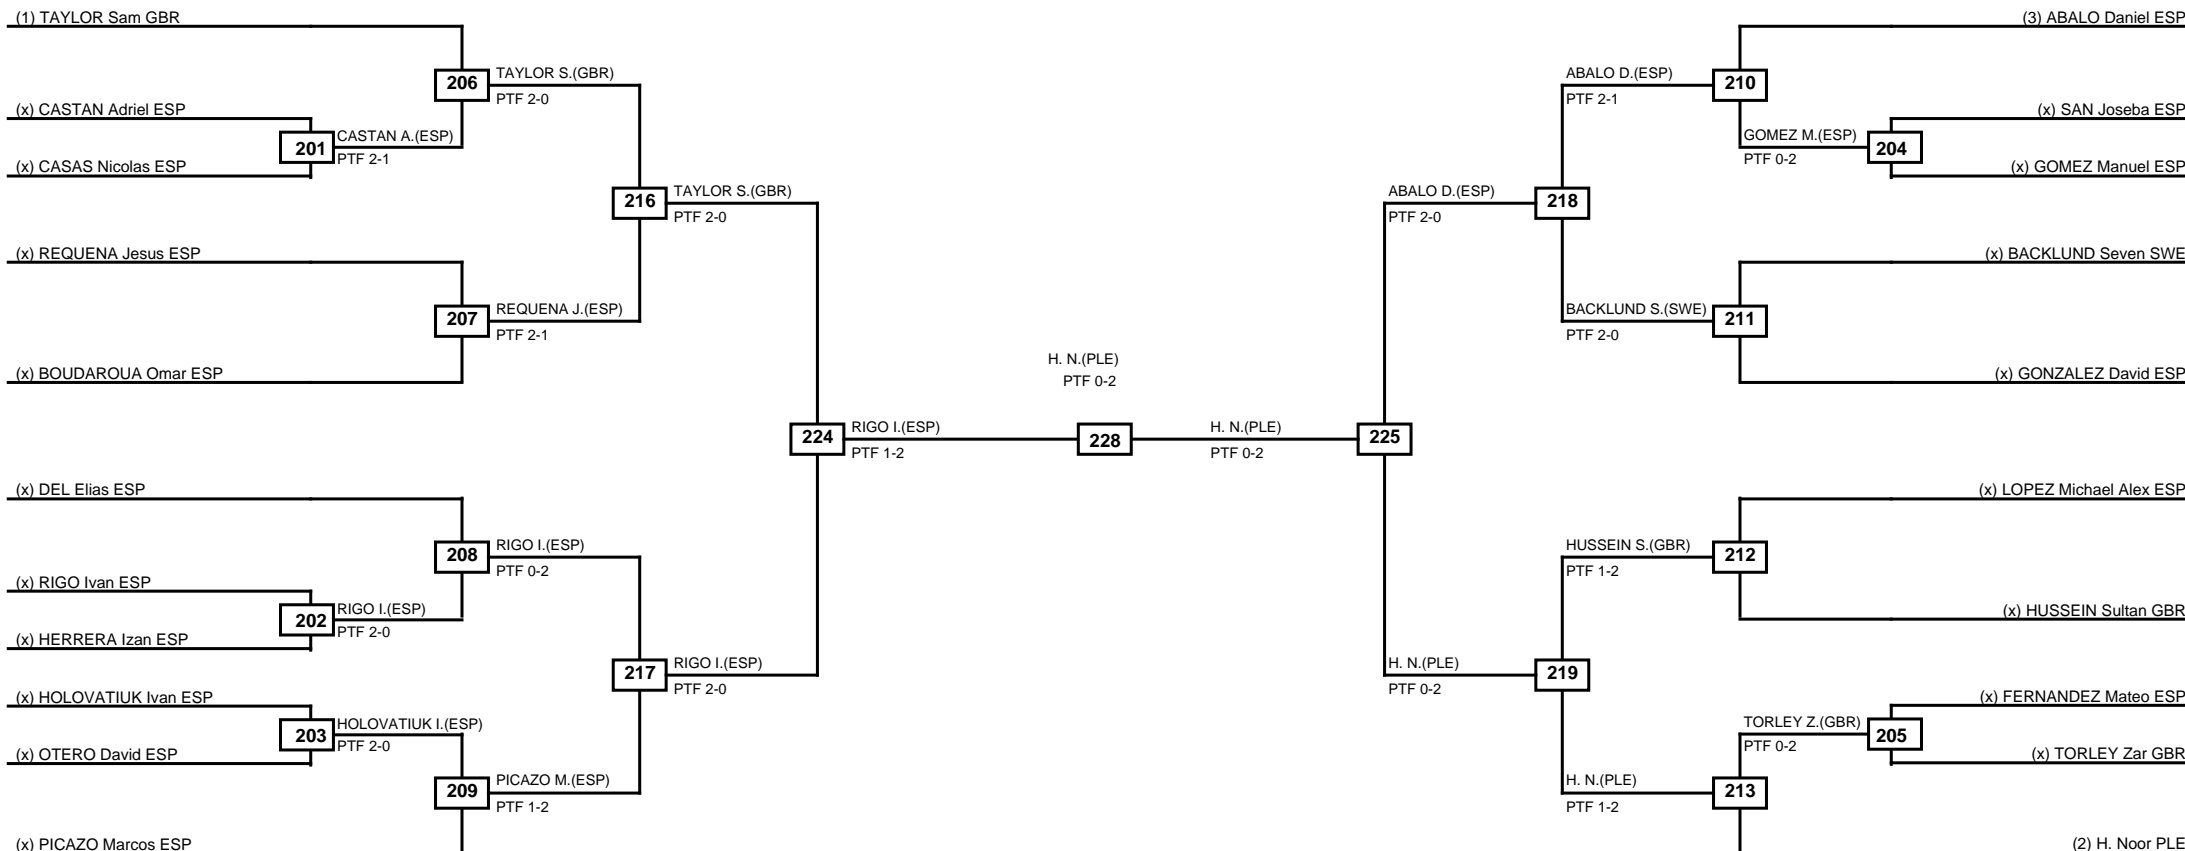 (1) TAYLOR Sam GBR
(3) ABALO Daniel ESP
206
TAYLOR S.(GBR)
PTF 2-0
ABALO D.(ESP)
PTF 2-1
210
(x) CASTAN Adriel ESP
(x) SAN Joseba ESP
201
CASTAN A.(ESP)
PTF 2-1
GOMEZ M.(ESP)
PTF 0-2
204
(x) CASAS Nicolas ESP
(x) GOMEZ Manuel ESP
216
TAYLOR S.(GBR)
PTF 2-0
ABALO D.(ESP)
PTF 2-0
218
(x) REQUENA Jesus ESP
(x) BACKLUND Seven SWE
207
REQUENA J.(ESP)
PTF 2-1
BACKLUND S.(SWE)
PTF 2-0
211
H. N.(PLE)
PTF 0-2
(x) BOUDAROUA Omar ESP
(x) GONZALEZ David ESP
224
RIGO I.(ESP)
PTF 1-2
228
H. N.(PLE)
PTF 0-2
225
(x) DEL Elias ESP
(x) LOPEZ Michael Alex ESP
208
RIGO I.(ESP)
PTF 0-2
HUSSEIN S.(GBR)
PTF 1-2
212
(x) RIGO Ivan ESP
(x) HUSSEIN Sultan GBR
202
RIGO I.(ESP)
PTF 2-0
(x) HERRERA Izan ESP
217
RIGO I.(ESP)
PTF 2-0
H. N.(PLE)
PTF 0-2
219
(x) HOLOVATIUK Ivan ESP
(x) FERNANDEZ Mateo ESP
203
HOLOVATIUK I.(ESP)
PTF 2-0
TORLEY Z.(GBR)
PTF 0-2
205
(x) OTERO David ESP
(x) TORLEY Zar GBR
209
PICAZO M.(ESP)
PTF 1-2
H. N.(PLE)
PTF 1-2
213
(x) PICAZO Marcos ESP
(2) H. Noor PLE